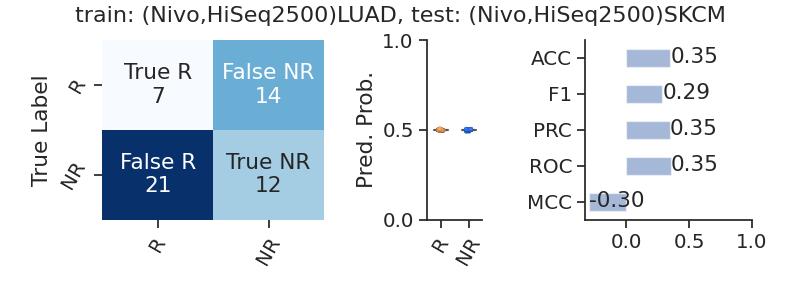 train: (Nivo,HiSeq2500)LUAD, test: (Nivo,HiSeq2500)SKCM
True Label
R
NR
True R
7
False NR
14
False R
21
True NR
12
R
NR
Pred. Prob.
1.0
0.5
0.0
R
NR
ACC
0.35
F1
0.29
PRC
0.35
ROC
0.35
MCC
-0.30
0.0
0.5
1.0